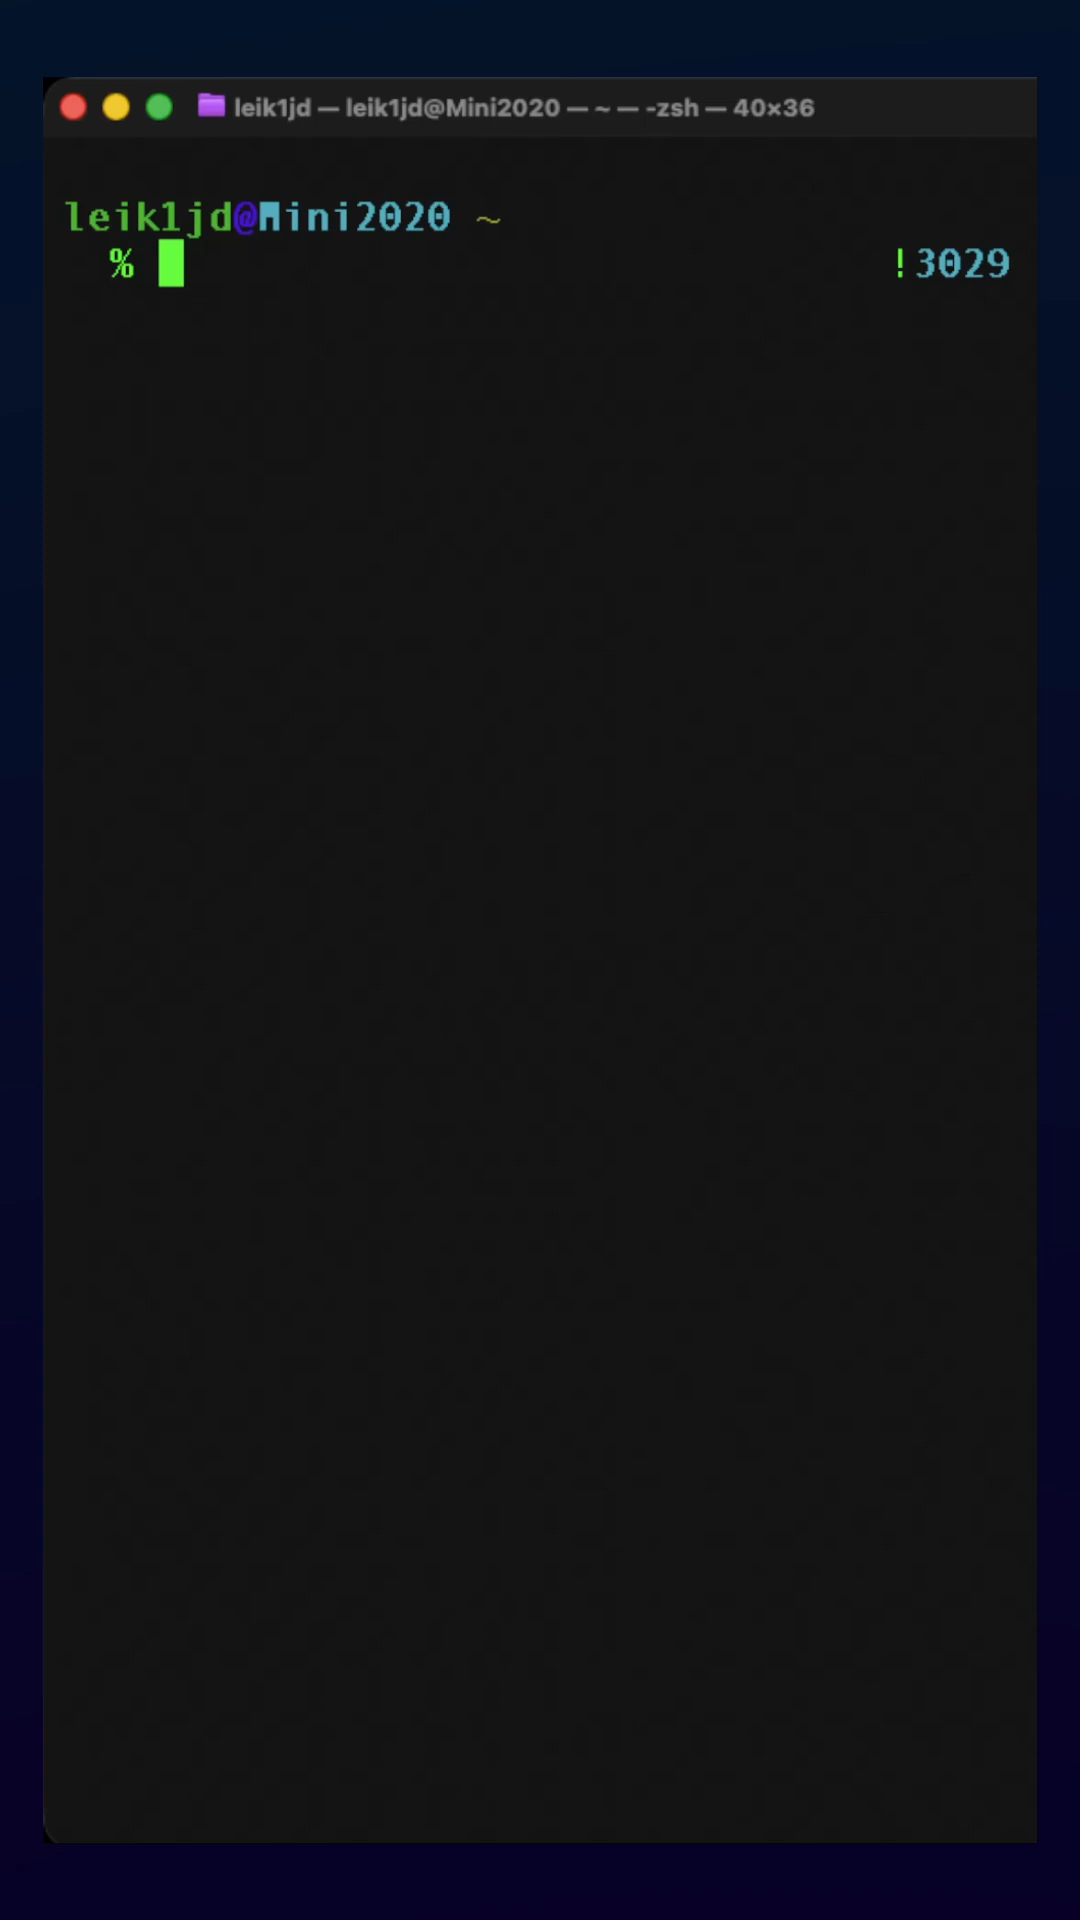 leik1jd — leik1jd@Mini2020 — ~ — -zsh — 40×36
leik1jd@Mini2020 ~
% !3029